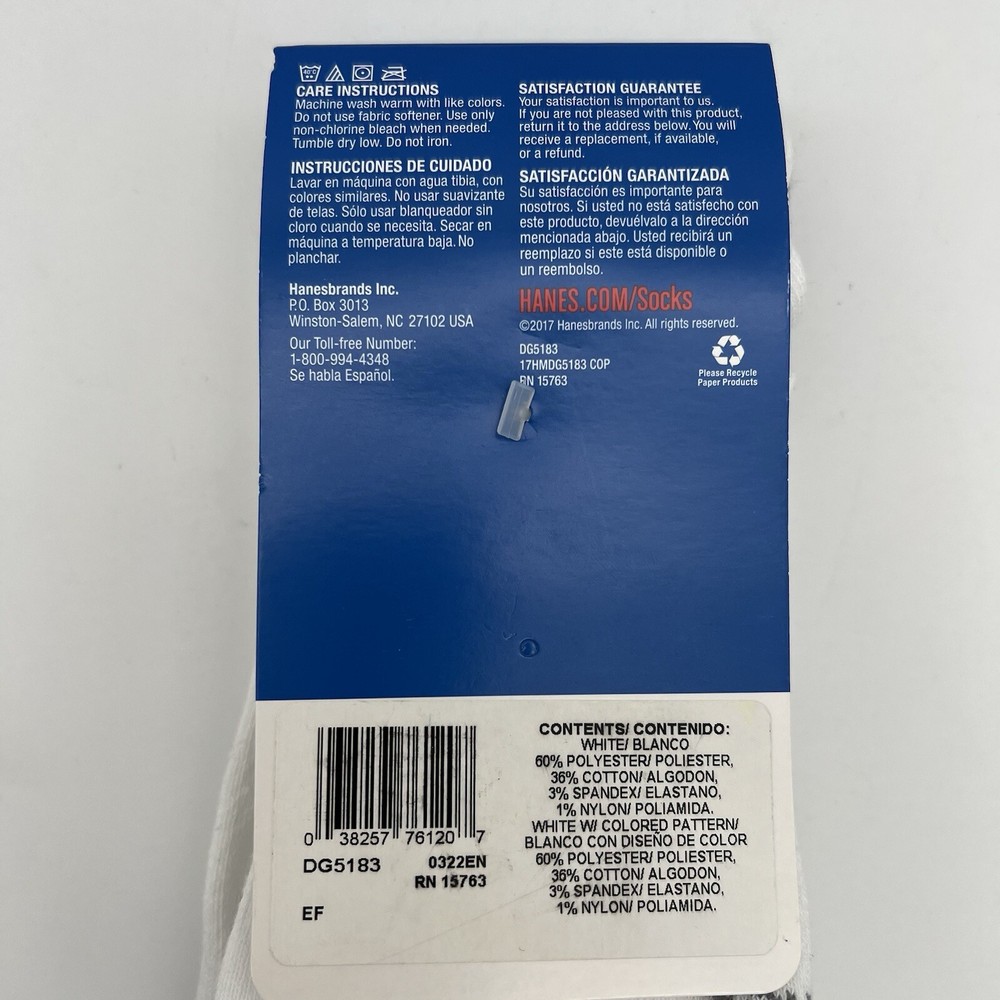 40°C
CARE INSTRUCTIONS
Machine wash warm with like colors.
Do not use fabric softener. Use only
non-chlorine bleach when needed.
Tumble dry low. Do not iron.
INSTRUCCIONES DE CUIDADO
Lavar en máquina con agua tibia, con
colores similares. No usar suavizante
de telas. Sólo usar blanqueador sin
cloro cuando se necesita. Secar en
máquina a temperatura baja. No
planchar.
Hanesbrands Inc.
P.O. Box 3013
Winston-Salem, NC 27102 USA
Our Toll-free Number:
1-800-994-4348
Se habla Español.
SATISFACTION GUARANTEE
Your satisfaction is important to us.
If you are not pleased with this product,
return it to the address below. You will
receive a replacement, if available,
or a refund.
SATISFACCIÓN GARANTIZADA
Su satisfacción es importante para
nosotros. Si usted no está satisfecho con
este producto, devuélvalo a la dirección
mencionada abajo. Usted recibirá un
reemplazo si este está disponible o
un reembolso.
HANES.COM/Socks
©2017 Hanesbrands Inc. All rights reserved.
DG5183
17HMDG5183 COP
RN 15763
Please Recycle
Paper Products
0 38257 76120 7
DG5183
0322EN
RN 15763
EF
CONTENTS/ CONTENIDO:
WHITE/ BLANCO
60% POLYESTER/ POLIESTER,
36% COTTON/ ALGODON,
3% SPANDEX/ ELASTANO,
1% NYLON/ POLIAMIDA.
WHITE W/ COLORED PATTERN/
BLANCO CON DISEÑO DE COLOR
60% POLYESTER/ POLIESTER,
36% COTTON/ ALGODON,
3% SPANDEX/ ELASTANO,
1% NYLON/ POLIAMIDA.